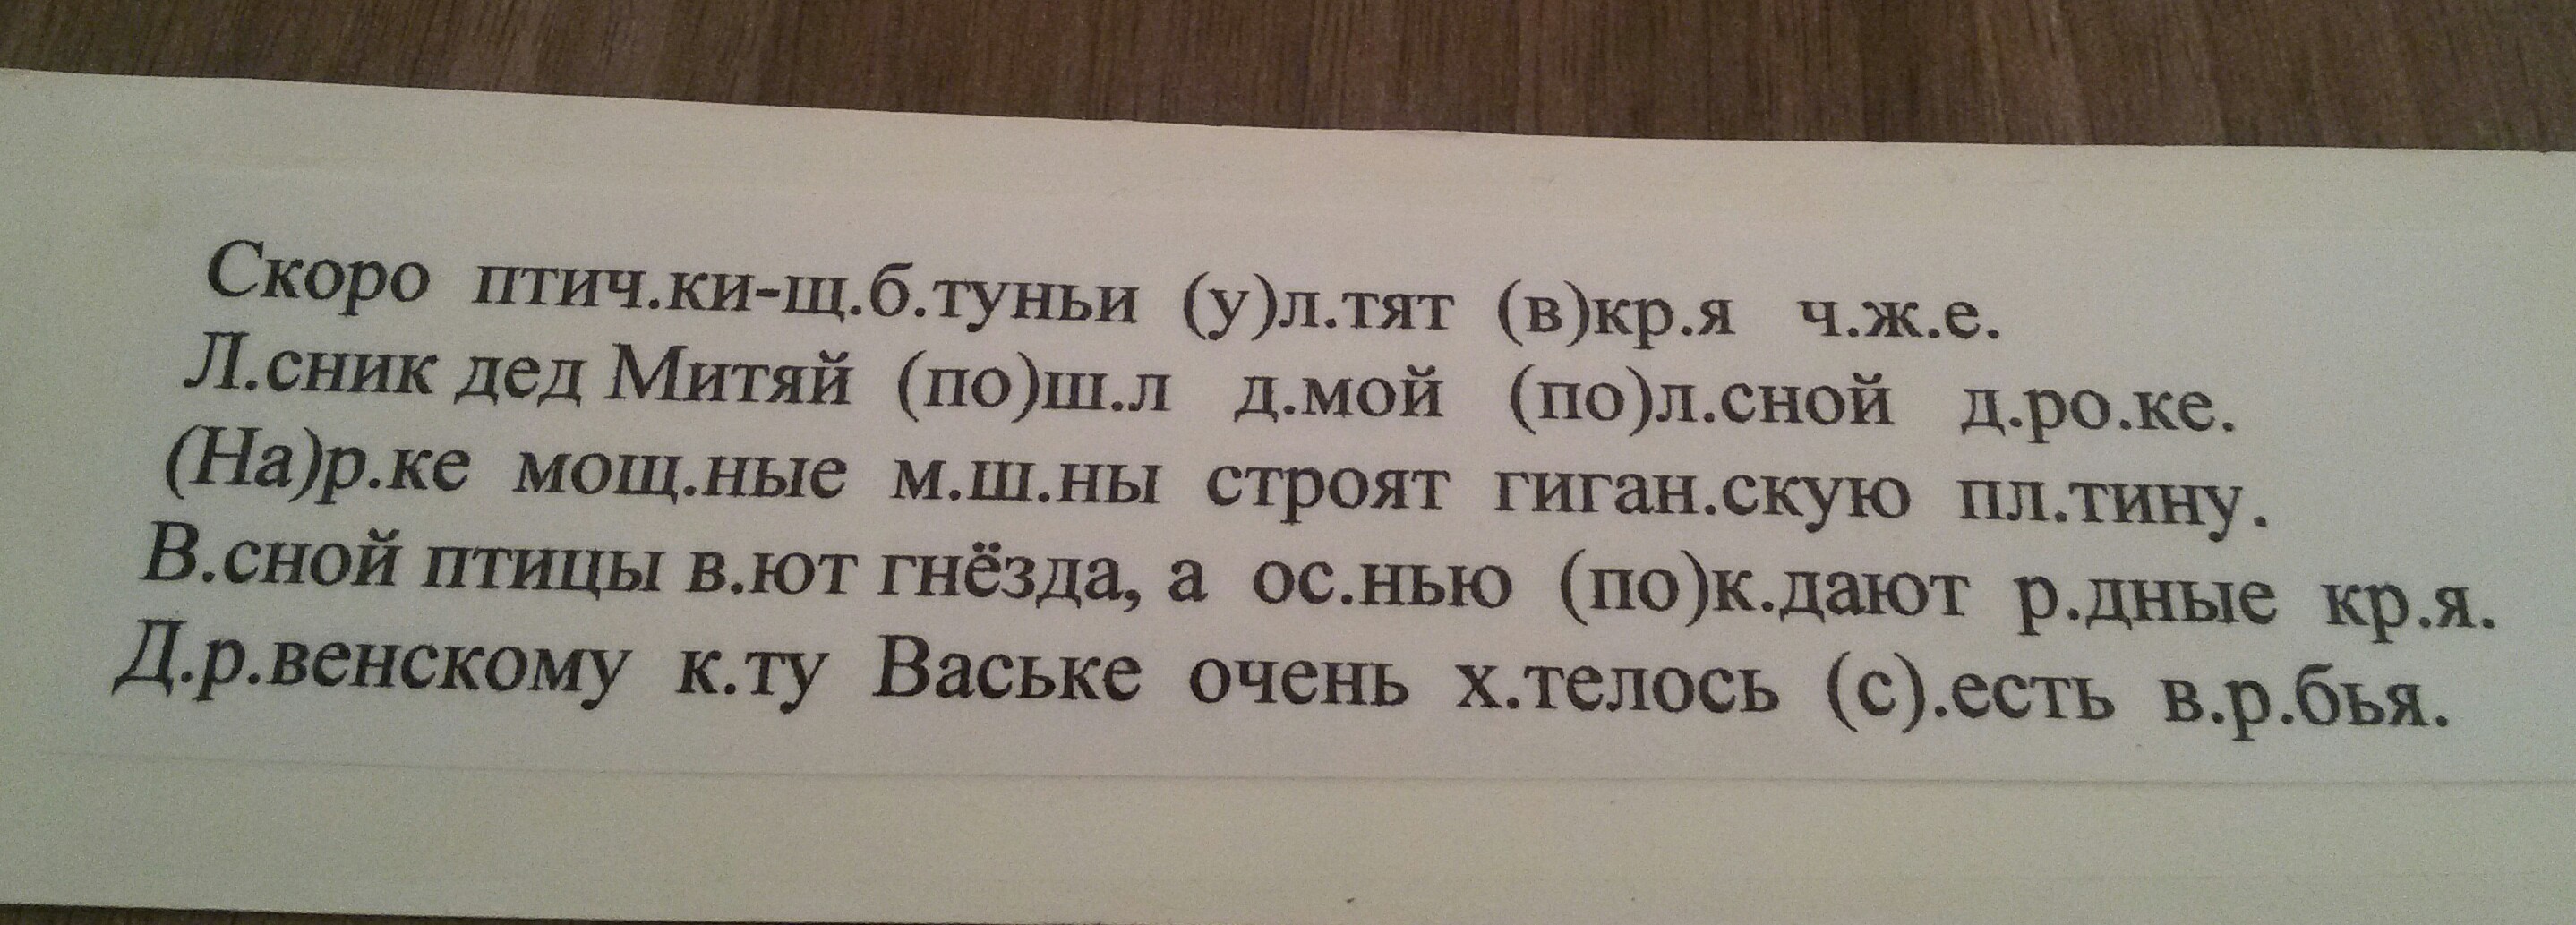 Скоро птич.ки-щ.б.туньи (у)л.тят (в)кр.я ч.ж.е.
Л.сник дед Митяй (по)ш.л д.мой (по)л.сной д.ро.ке.
(На)р.ке мощ.ные м.ш.ны строят гиган.скую пл.тину.
В.сной птицы в.ют гнёзда, а ос.нью (по)к.дают р.дные кр.я.
Д.р.венскому к.ту Ваське очень х.телось (с).есть в.р.бья.